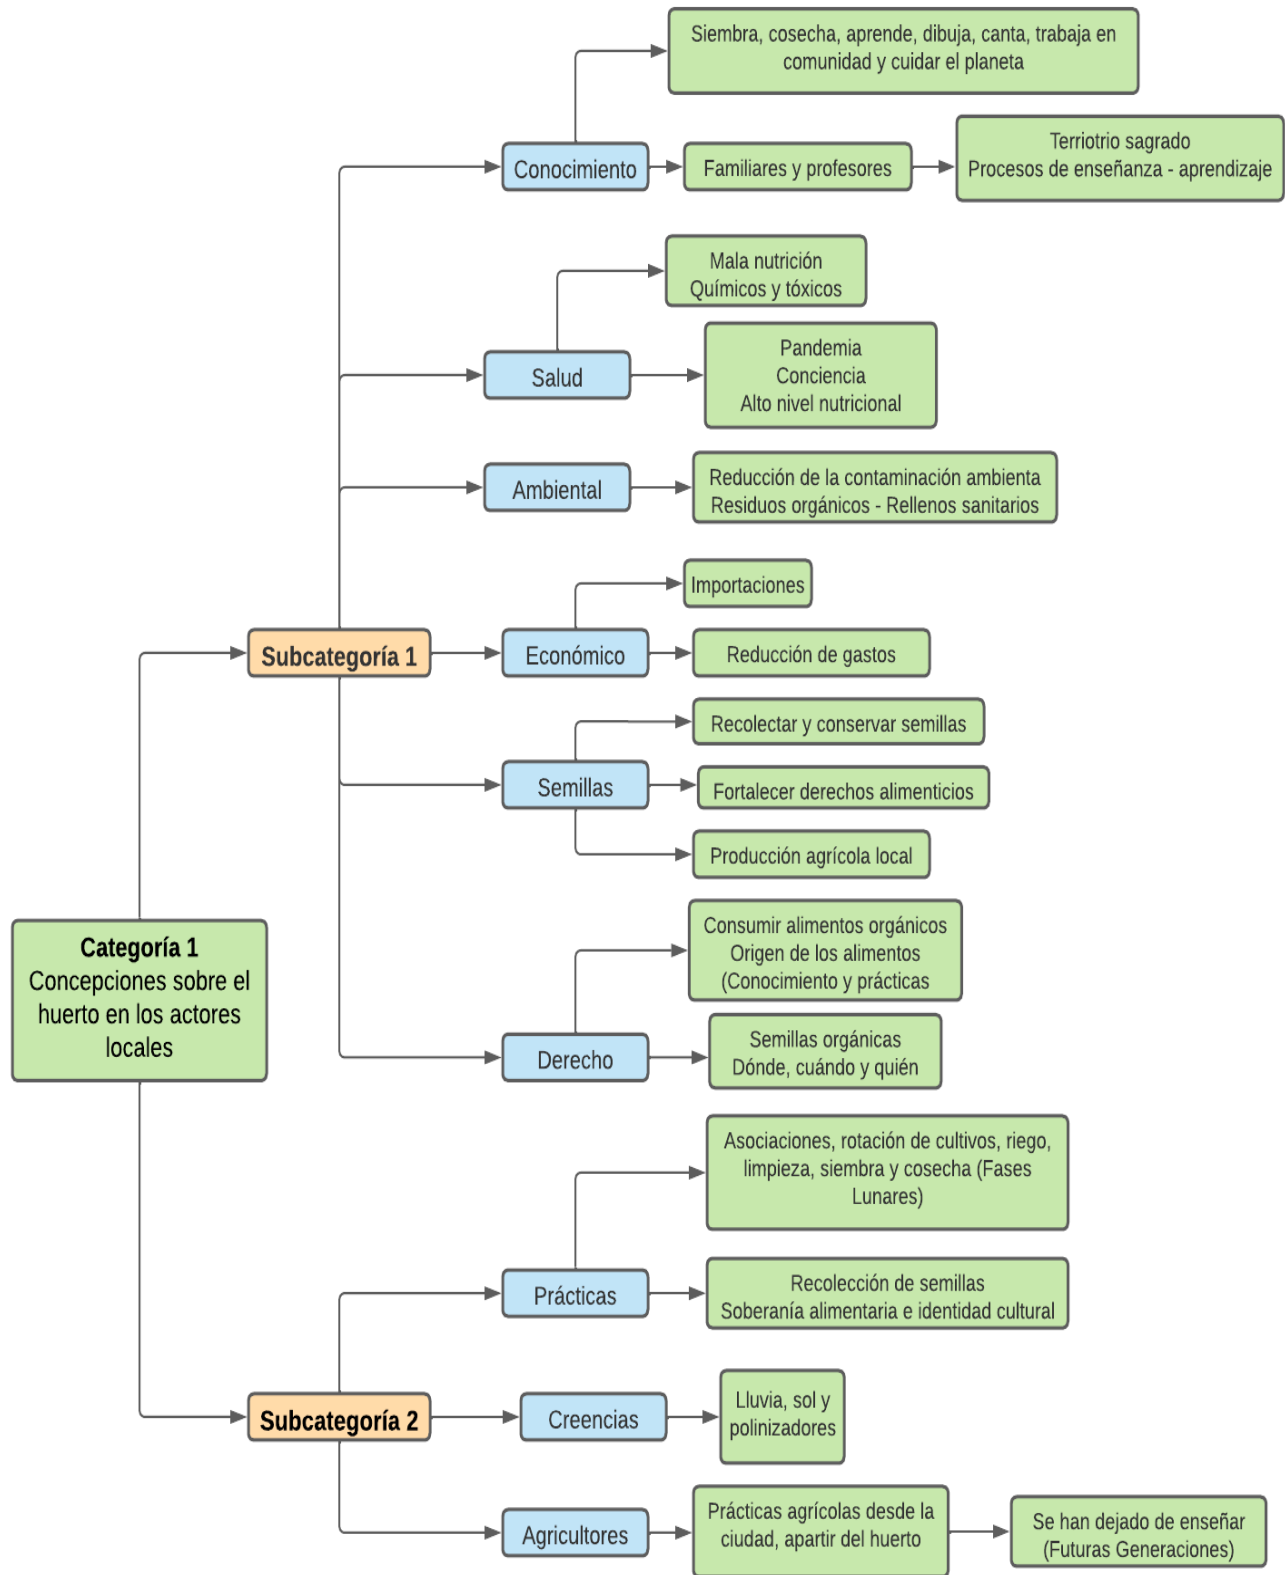 Siembra, cosecha, aprende, dibuja, canta, trabaja en
comunidad y cuidar el planeta
Conocimiento
Familiares y profesores
Terriotrio sagrado
Procesos de enseñanza - aprendizaje
Mala nutrición
Químicos y tóxicos
Salud
Pandemia
Conciencia
Alto nivel nutricional
Ambiental
Reducción de la contaminación ambienta
Residuos orgánicos - Rellenos sanitarios
Importaciones
Subcategoría 1
Económico
Reducción de gastos
Recolectar y conservar semillas
Semillas
Fortalecer derechos alimenticios
Producción agrícola local
Categoría 1
Concepciones sobre el
huerto en los actores
locales
Consumir alimentos orgánicos
Origen de los alimentos
(Conocimiento y prácticas
Derecho
Semillas orgánicas
Dónde, cuándo y quién
Asociaciones, rotación de cultivos, riego,
limpieza, siembra y cosecha (Fases
Lunares)
Prácticas
Recolección de semillas
Soberanía alimentaria e identidad cultural
Subcategoría 2
Creencias
Lluvia, sol y
polinizadores
Agricultores
Prácticas agrícolas desde la
ciudad, apartir del huerto
Se han dejado de enseñar
(Futuras Generaciones)